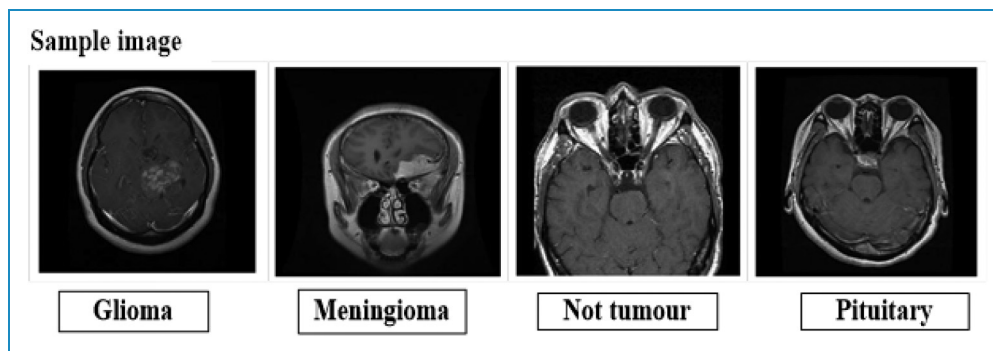 Sample image
Glioma
Meningioma
Not tumour
Pituitary